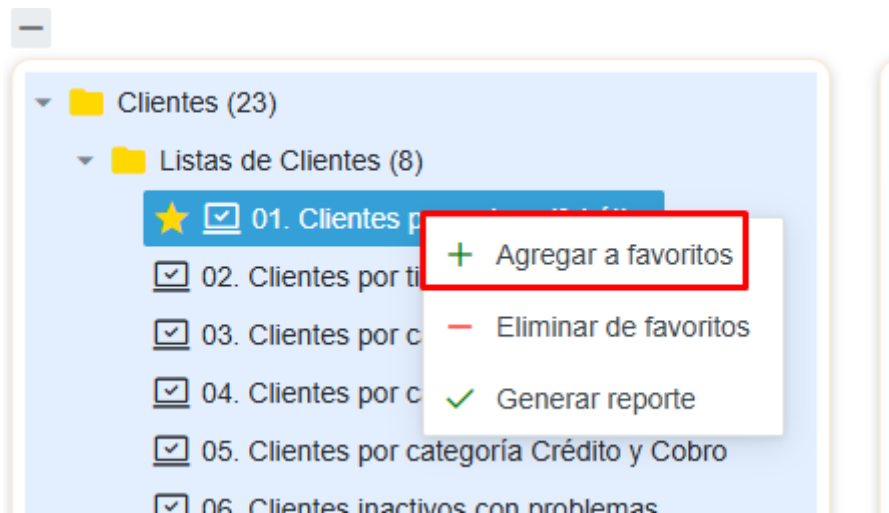 Clientes (23)
Listas de Clientes (8)
01. Clientes
Agregar a favoritos
02. Clientes por
Eliminar de favoritos
03. Clientes por
04. Clientes por
Generar reporte
05. Clientes por categoría Crédito y Cobro
06. Clientes inactivos con problemas